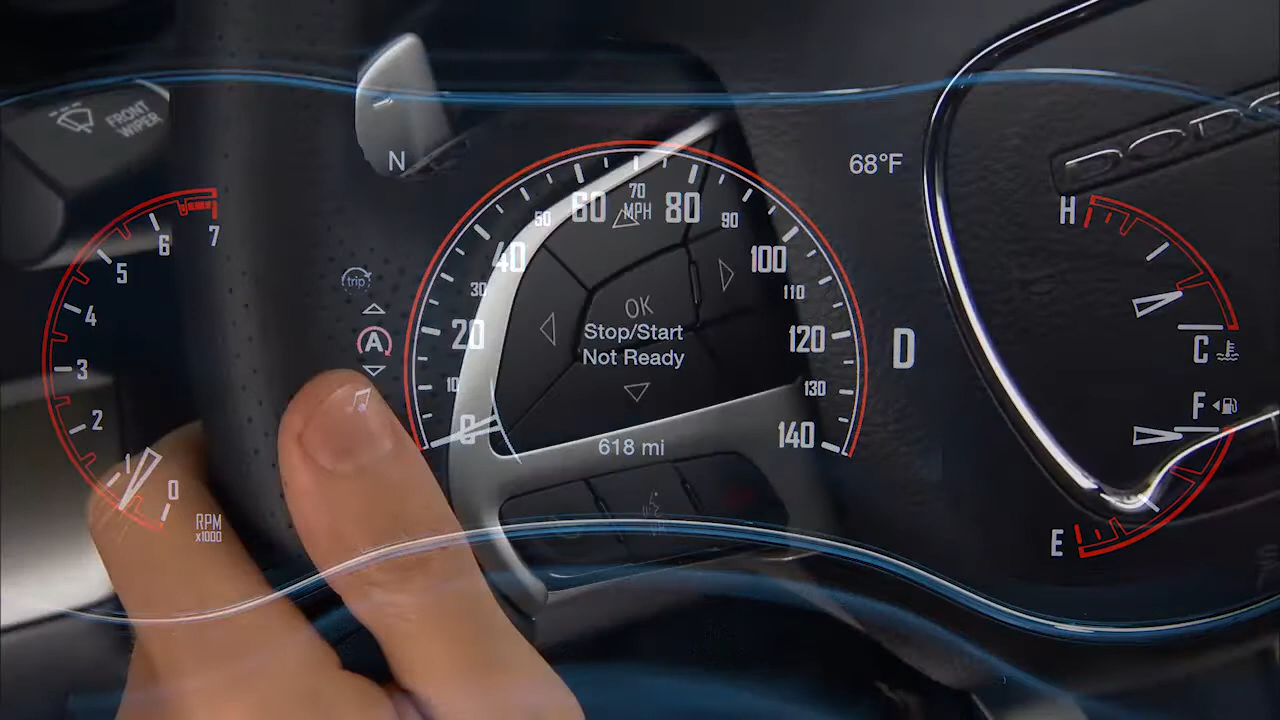 FRONT
WIPER
N
68°F
DODG
7
6
5
4
3
2
0
RPM
x1000
trip
A
0
10
20
30
40
50
60
70
MPH
80
90
100
110
120
130
140
OK
Stop/Start
Not Ready
618 mi
D
H
C
F
E